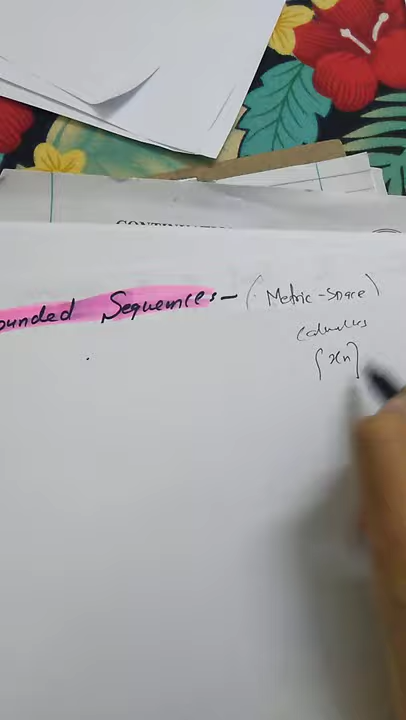 ounded Sequences - (Metric-Space)
Calculus
{xn}